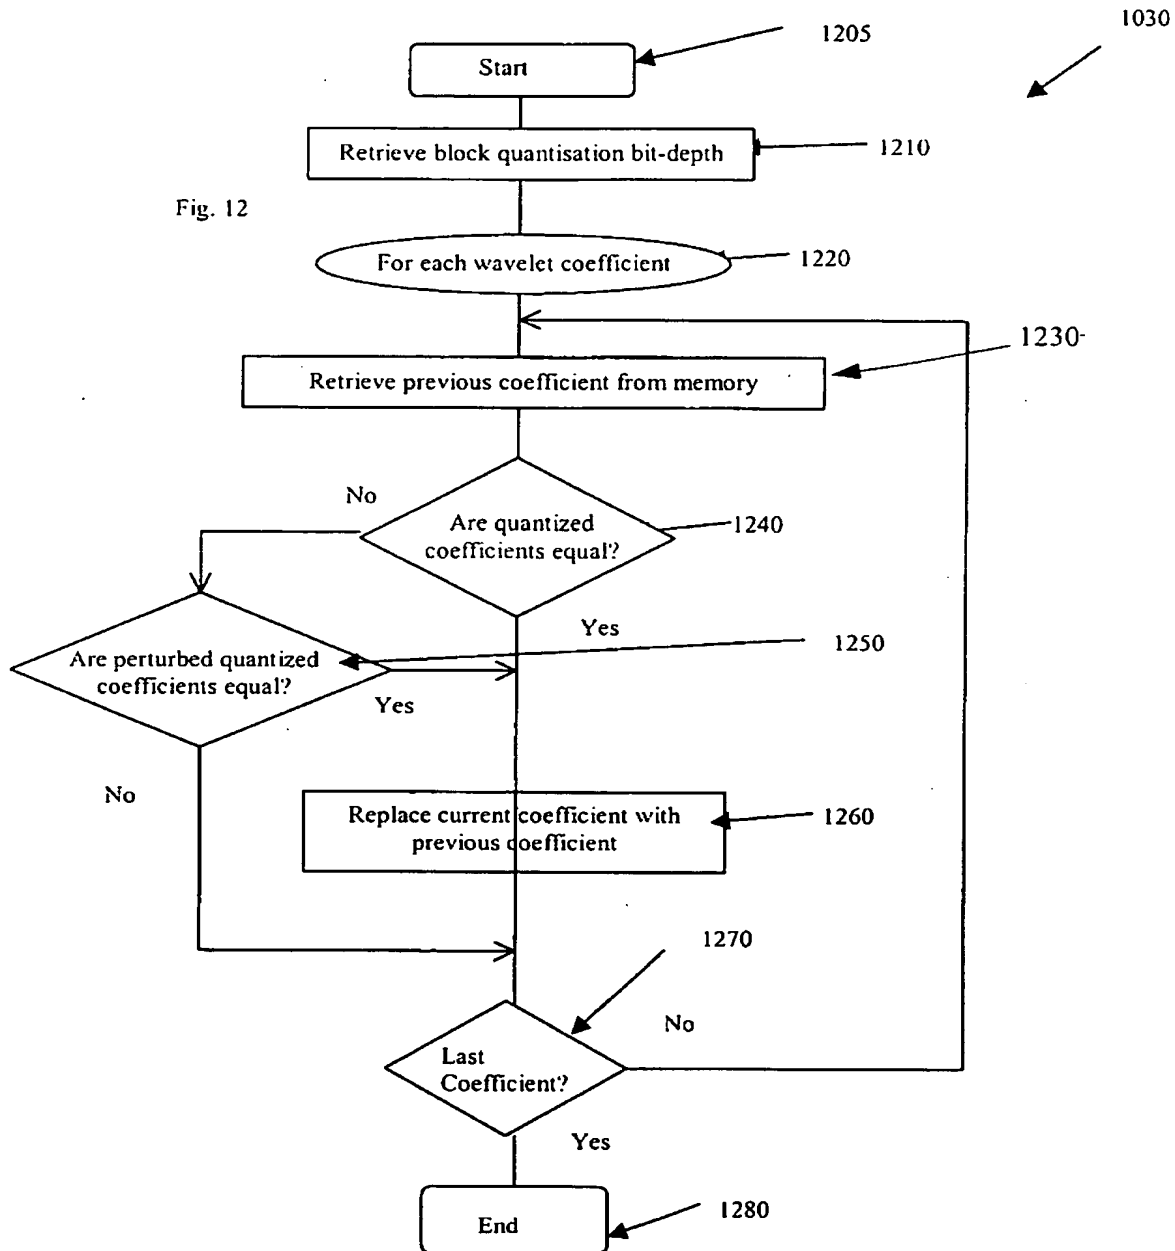 1030
1205
Start
Retrieve block quantisation bit-depth
1210
Fig. 12
For each wavelet coefficient
1220
1230-
Retrieve previous coefficient from memory
No
Are quantized
coefficients equal?
1240
Yes
1250
Are perturbed quantized
coefficients equal?
Yes
No
Replace current coefficient with
previous coefficient
1260
1270
No
Last
Coefficient?
Yes
End
1280